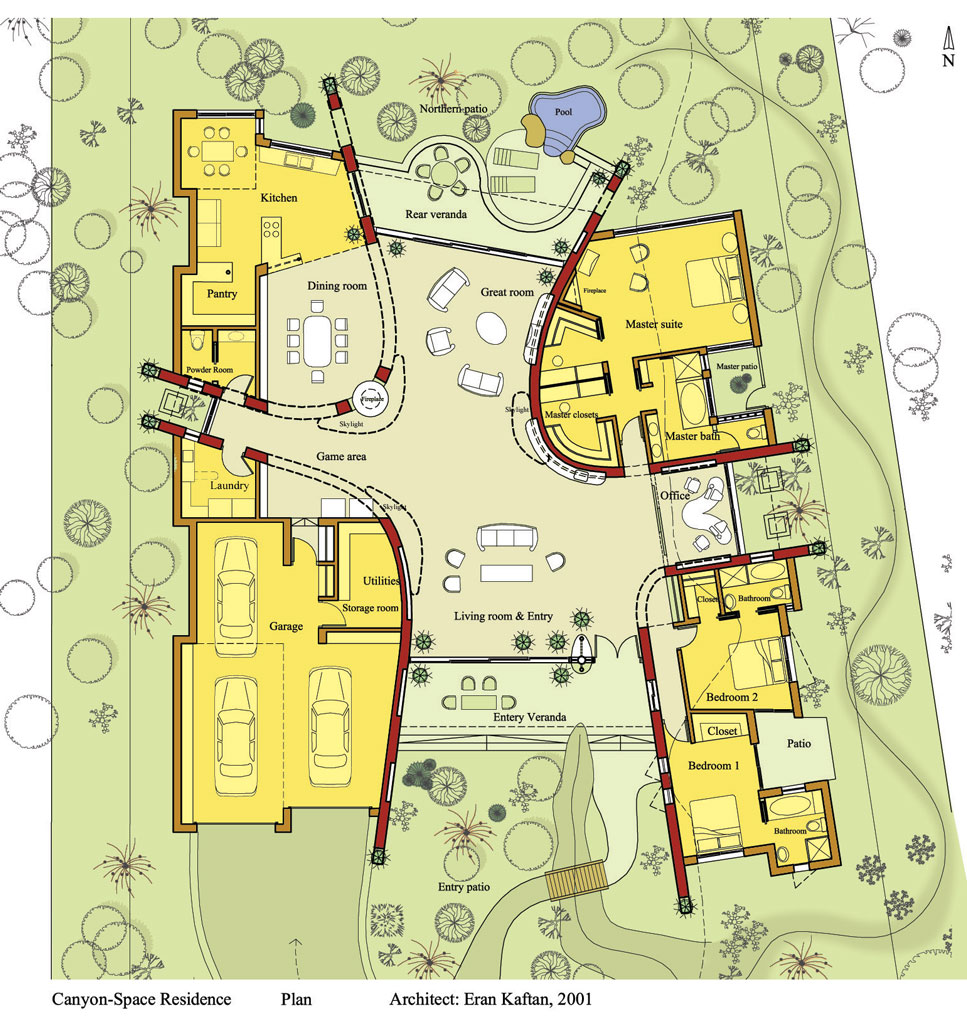 N
Northern patio
Pool
Kitchen
Rear veranda
Pantry
Dining room
Great room
Fireplace
Master suite
Powder Room
Master patio
Fireplace
Skylight
Skylight
Master closets
Master bath
Game area
Laundry
Office
Skylight
Utilities
Storage room
Closet
Bathroom
Garage
Living room & Entry
Bedroom 2
Entery Veranda
Closet
Patio
Bedroom 1
Bathroom
Entry patio
Canyon-Space Residence Plan Architect: Eran Kaftan, 2001